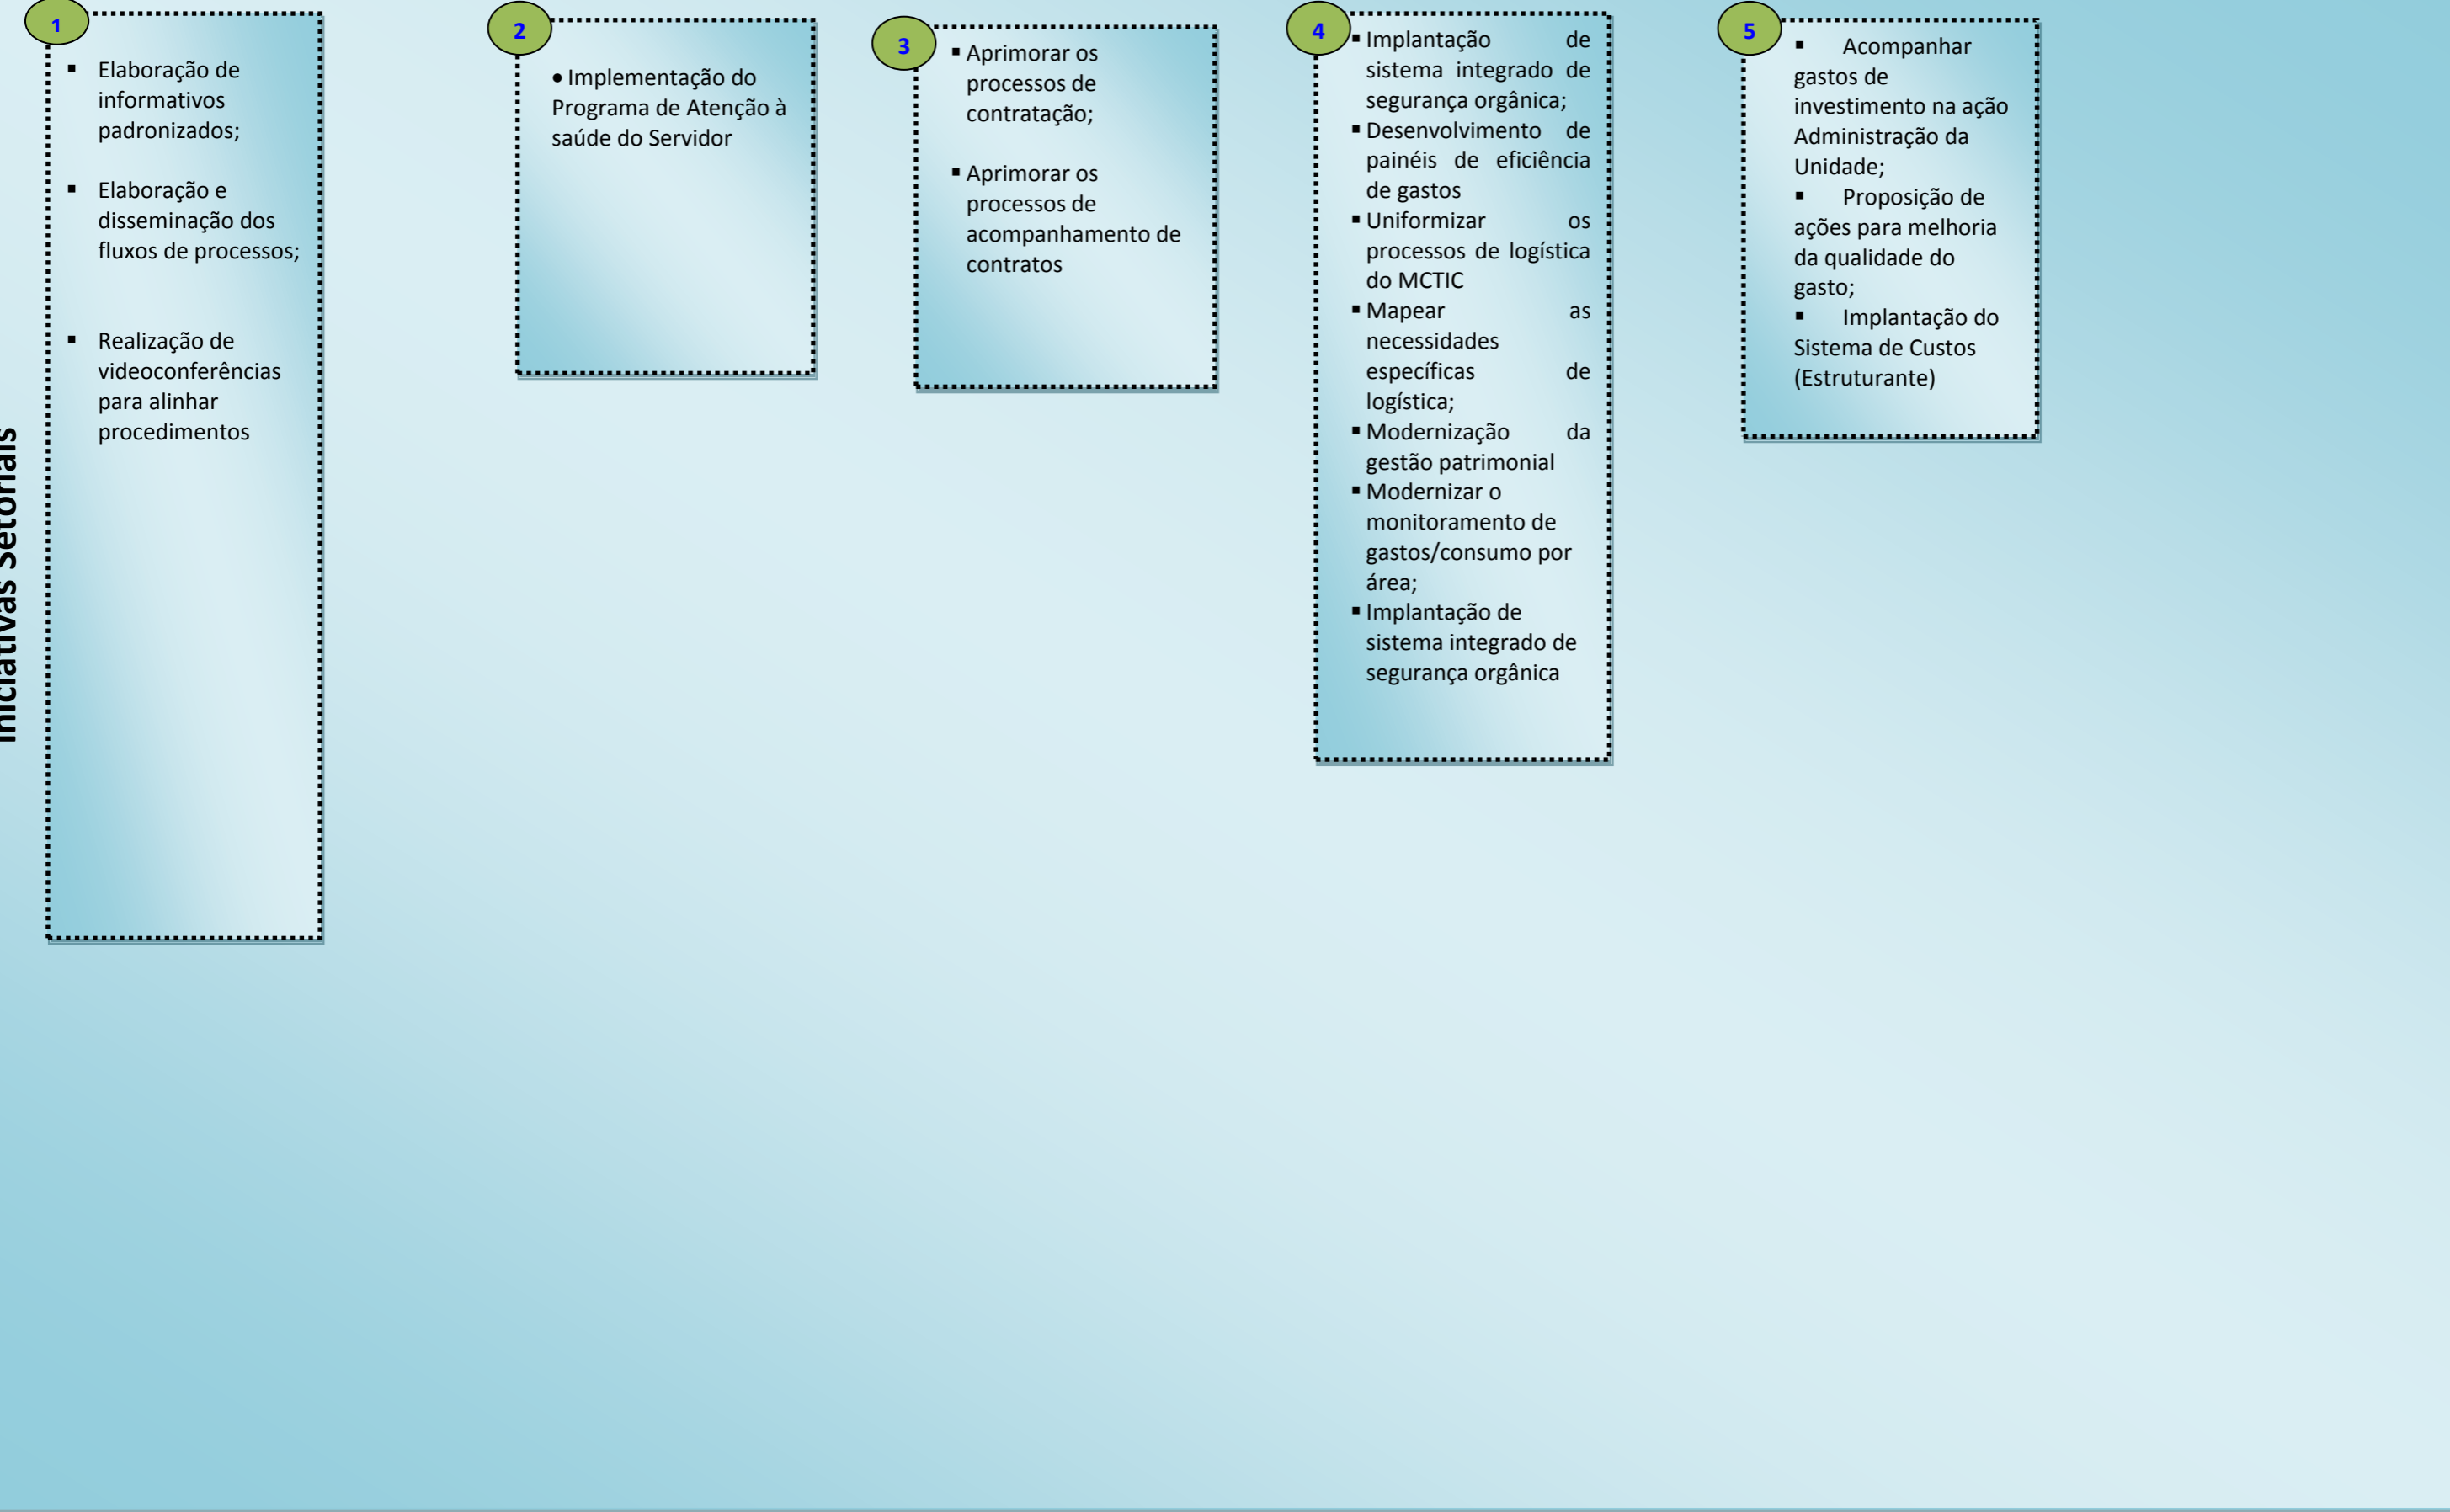 Iniciativas Setoriais
1
Elaboração de
informativos
padronizados;
Elaboração e
disseminação dos
fluxos de processos;
Realização de
videoconferências
para alinhar
procedimentos
2
Implementação do
Programa de Atenção à
saúde do Servidor
3
Aprimorar os
processos de
contratação;
Aprimorar os
processos de
acompanhamento de
contratos
4
Implantação de
sistema integrado de
segurança orgânica;
Desenvolvimento de
painéis de eficiência
de gastos
Uniformizar os
processos de logística
do MCTIC
Mapear as
necessidades
específicas de
logística;
Modernização da
gestão patrimonial
Modernizar o
monitoramento de
gastos/consumo por
área;
Implantação de
sistema integrado de
segurança orgânica
5
Acompanhar
gastos de
investimento na ação
Administração da
Unidade;
Proposição de
ações para melhoria
da qualidade do
gasto;
Implantação do
Sistema de Custos
(Estruturante)